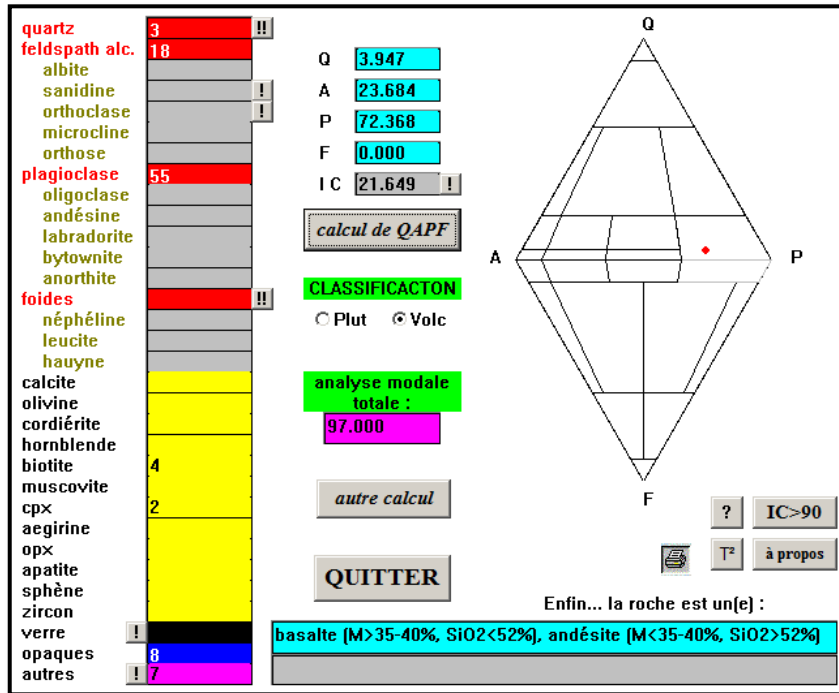 quartz 3 !!
feldspath alc. 18
albite
sanidine !
orthoclase !
microcline
orthose
plagioclase 55
oligoclase
andésine
labradorite
bytownite
anorthite
foides !!
néphéline
leucite
hauyne
calcite
olivine
cordiérite
hornblende
biotite 4
muscovite
cpx 2
aegirine
opx
apatite
sphène
zircon
verre !
opaques 8
autres ! 7
Q 3.947
A 23.684
P 72.368
F 0.000
I C 21.649 !
calcul de QAPF
CLASSIFICACTON
Plut Volc
analyse modale
totale :
97.000
autre calcul
QUITTER
Q
A
P
F
? IC>90
T² à propos
Enfin... la roche est un(e) :
basalte (M>35-40%, SiO2<52%), andésite (M<35-40%, SiO2>52%)